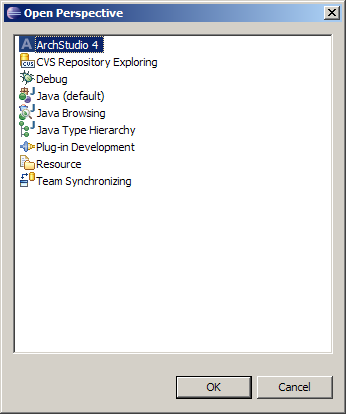 Open Perspective
ArchStudio 4
CVS Repository Exploring
Debug
Java (default)
Java Browsing
Java Type Hierarchy
Plug-in Development
Resource
Team Synchronizing
OK
Cancel